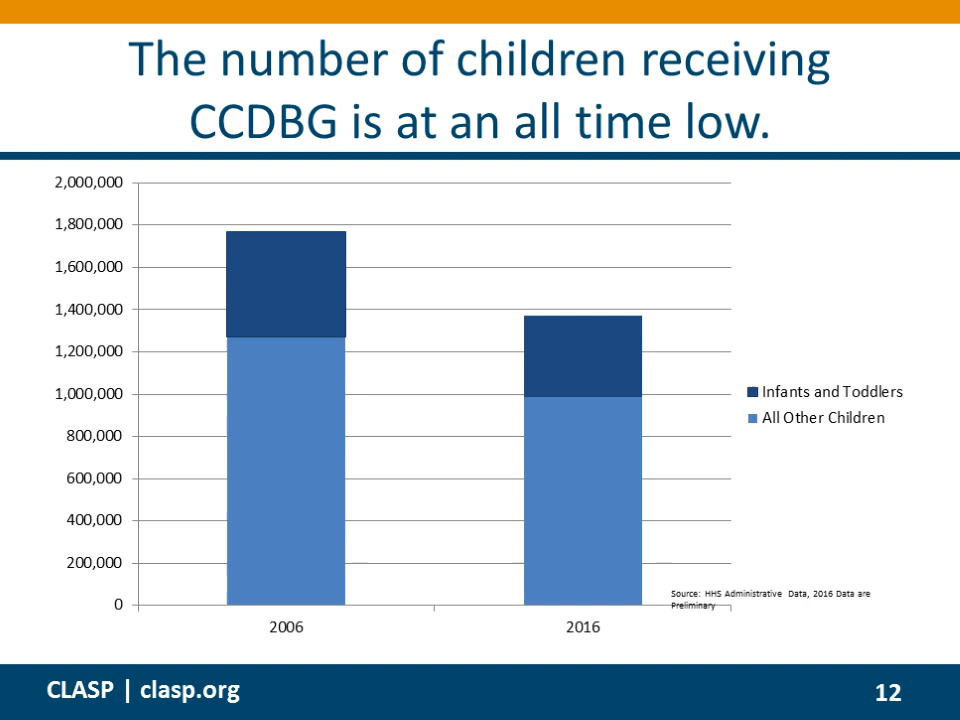 The number of children receiving
CCDBG is at an all time low.
2,000,000
1,800,000
1,600,000
1,400,000
1,200,000
1,000,000
800,000
600,000
400,000
200,000
0
2006
2016
Infants and Toddlers
All Other Children
Source: HHS Administrative Data, 2016 Data are
Preliminary
CLASP | clasp.org
12